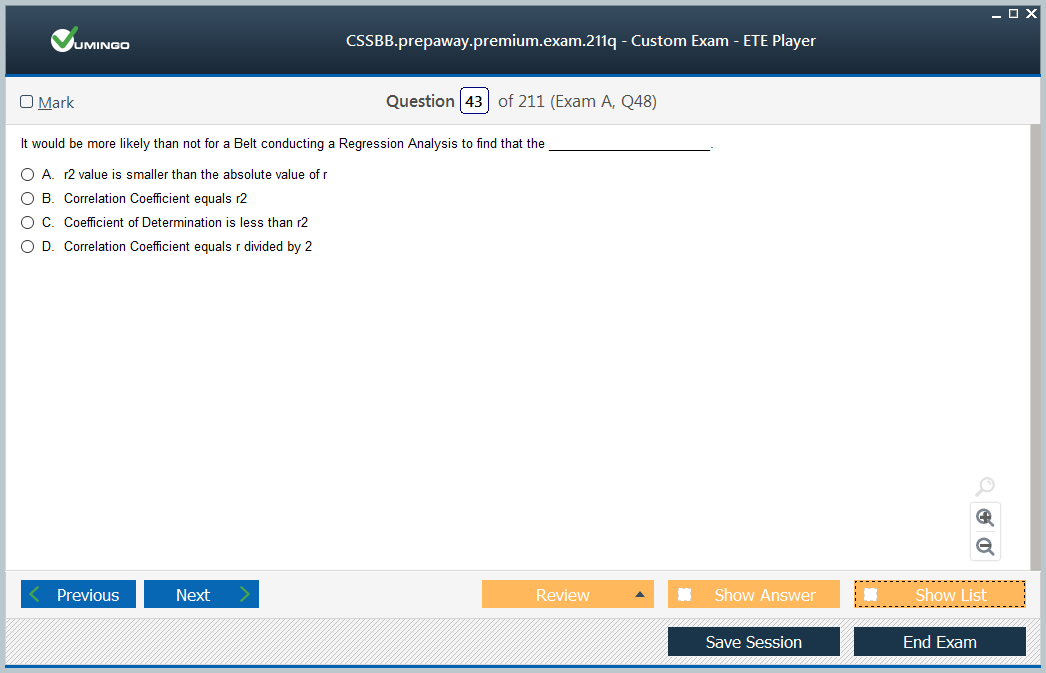 VUMINGO
CSSBB.prepaway.premium.exam.211q - Custom Exam - ETE Player
Mark
Question 43 of 211 (Exam A, Q48)
It would be more likely than not for a Belt conducting a Regression Analysis to find that the ______________________.
A. r2 value is smaller than the absolute value of r
B. Correlation Coefficient equals r2
C. Coefficient of Determination is less than r2
D. Correlation Coefficient equals r divided by 2
Previous
Next
Review
Show Answer
Show List
Save Session
End Exam